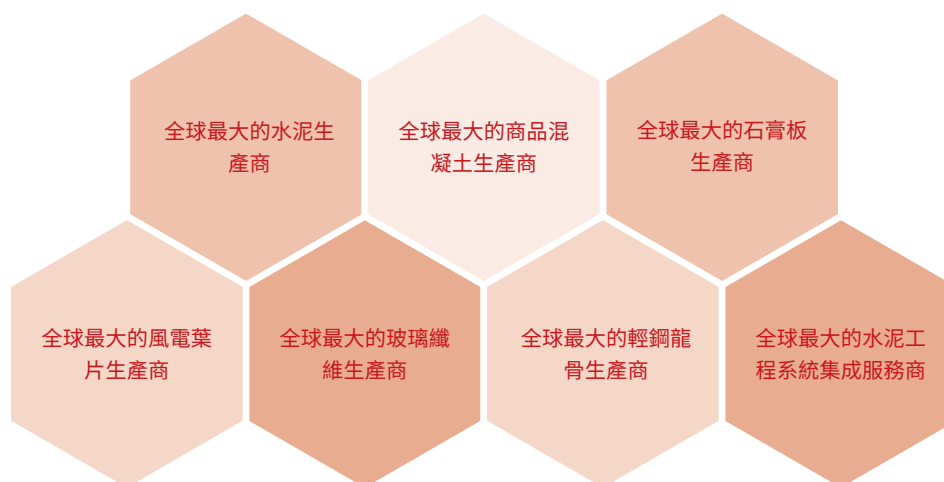 全球最大的水泥生
產商
全球最大的商品混
凝土生產商
全球最大的石膏板
生產商
全球最大的風電葉
片生產商
全球最大的玻璃纖
維生產商
全球最大的輕鋼龍
骨生產商
全球最大的水泥工
程系統集成服務商